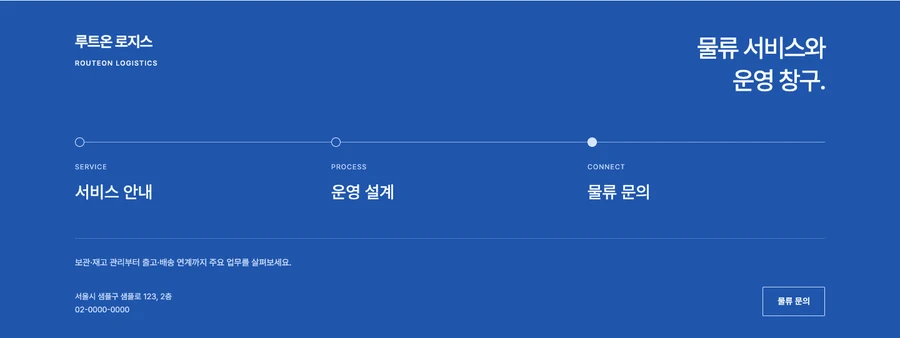 루트온 로지스
ROUTEON LOGISTICS
물류 서비스와
운영 창구.
SERVICE
서비스 안내
PROCESS
운영 설계
CONNECT
물류 문의
보관·재고 관리부터 출고·배송 연계까지 주요 업무를 살펴보세요.
서울시 샘플구 샘플로 123, 2층
02-0000-0000
물류 문의